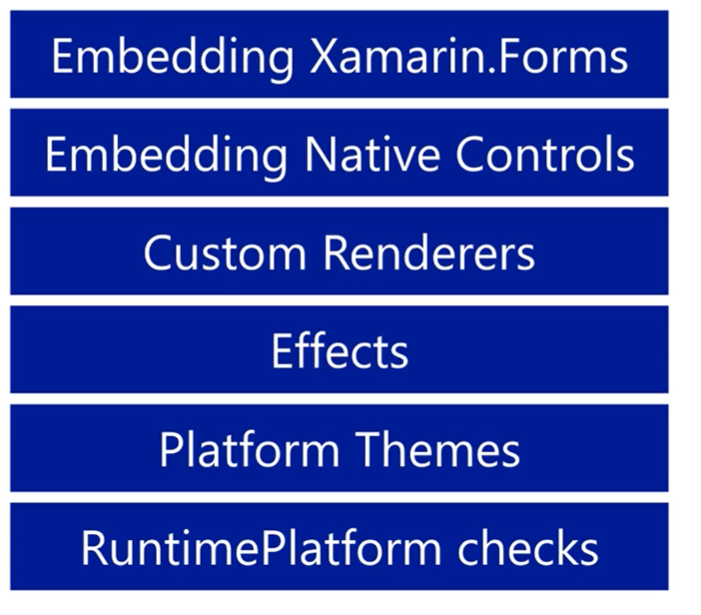 Embedding Xamarin.Forms
Embedding Native Controls
Custom Renderers
Effects
Platform Themes
RuntimePlatform checks